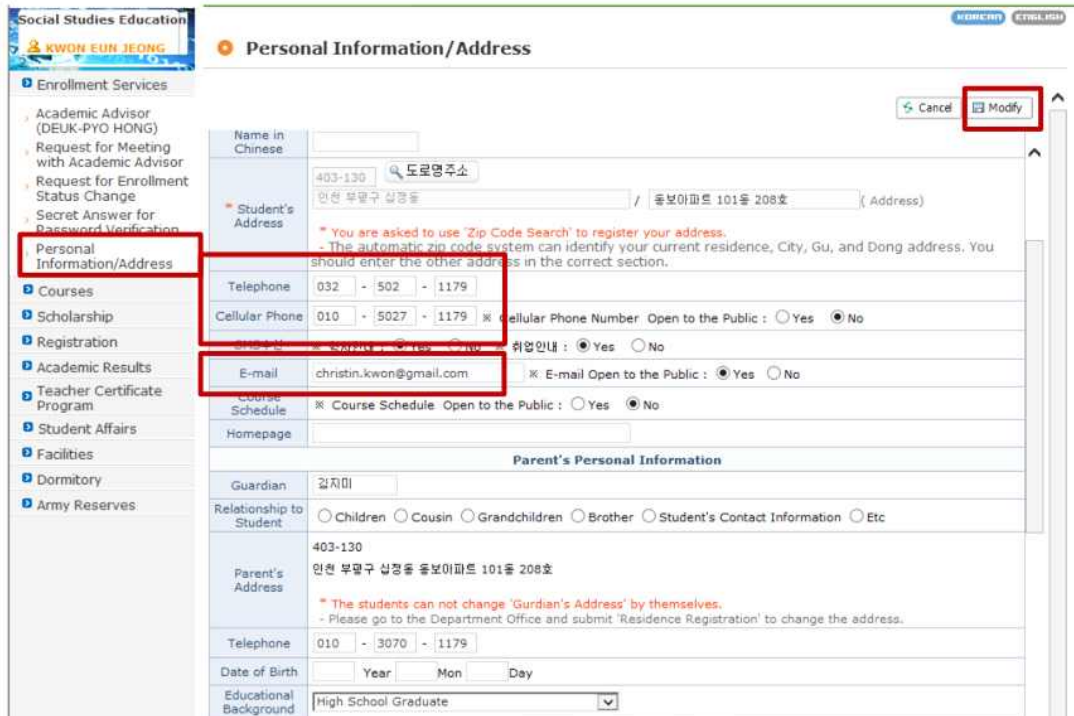 Social Studies Education
KWON EUN JEONG
KOREAN ENGLISH
Personal Information/Address
Enrollment Services
Academic Advisor
(DEUK-PYO HONG)
Request for Meeting
with Academic Advisor
Request for Enrollment
Status Change
Secret Answer for
Password Verification
Personal
Information/Address
Courses
Scholarship
Registration
Academic Results
Teacher Certificate
Program
Student Affairs
Facilities
Dormitory
Army Reserves
Cancel Modify
Name in
Chinese
* Student's
Address
403-130 도로명주소
인천 부평구 십정동 / 동보아파트 101동 208호 ( Address)
* You are asked to use 'Zip Code Search' to register your address.
- The automatic zip code system can identify your current residence, City, Gu, and Dong address. You
should enter the other address in the correct section.
Telephone 032 - 502 - 1179
Cellular Phone 010 - 5027 - 1179 ※ Cellular Phone Number Open to the Public : Yes No
Yes No ※ 취업안내 : Yes No
E-mail christin.kwon@gmail.com ※ E-mail Open to the Public : Yes No
Course
Schedule ※ Course Schedule Open to the Public : Yes No
Homepage
Parent's Personal Information
Guardian 김지미
Relationship to
Student Children Cousin Grandchildren Brother Student's Contact Information Etc
Parent's
Address
403-130
인천 부평구 십정동 동보아파트 101동 208호
* The students can not change 'Gurdian's Address' by themselves.
- Please go to the Department Office and submit 'Residence Registration' to change the address.
Telephone 010 - 3070 - 1179
Date of Birth Year Mon Day
Educational
Background High School Graduate